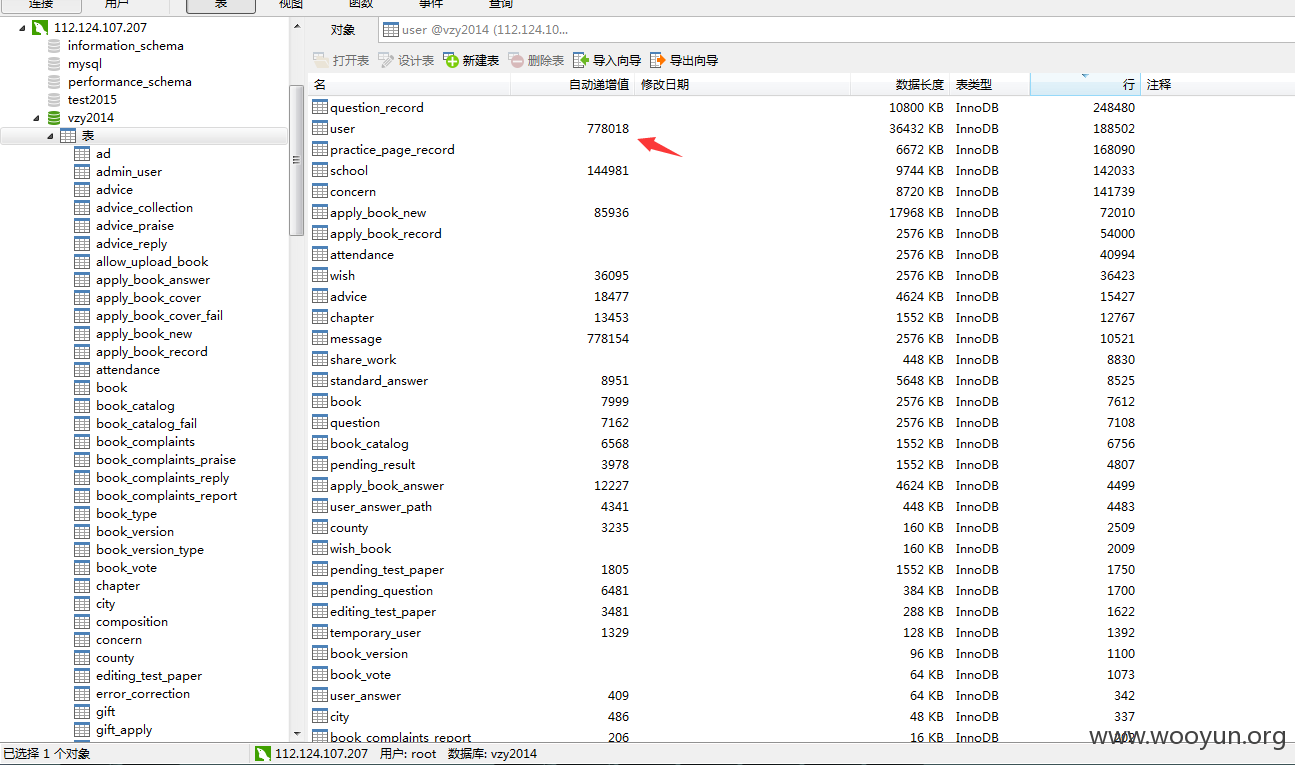 连接 用户 表 视图 函数 事件 查询
112.124.107.207
information_schema
mysql
performance_schema
test2015
vzy2014
表
ad
admin_user
advice
advice_collection
advice_praise
advice_reply
allow_upload_book
apply_book_answer
apply_book_cover
apply_book_cover_fail
apply_book_new
apply_book_record
attendance
book
book_catalog
book_catalog_fail
book_complaints
book_complaints_praise
book_complaints_reply
book_complaints_report
book_type
book_version
book_version_type
book_vote
chapter
city
composition
concern
county
editing_test_paper
error_correction
gift
gift_apply
对象 user @vzy2014 (112.124.10...
打开表 设计表 新建表 删除表 导入向导 导出向导
名 自动递增值 修改日期 数据长度 表类型 行 注释
question_record 10800 KB InnoDB 248480
user 778018 36432 KB InnoDB 188502
practice_page_record 6672 KB InnoDB 168090
school 144981 9744 KB InnoDB 142033
concern 8720 KB InnoDB 141739
apply_book_new 85936 17968 KB InnoDB 72010
apply_book_record 2576 KB InnoDB 54000
attendance 2576 KB InnoDB 40994
wish 36095 2576 KB InnoDB 36423
advice 18477 4624 KB InnoDB 15427
chapter 13453 1552 KB InnoDB 12767
message 778154 2576 KB InnoDB 10521
share_work 448 KB InnoDB 8830
standard_answer 8951 5648 KB InnoDB 8525
book 7999 2576 KB InnoDB 7612
question 7162 2576 KB InnoDB 7108
book_catalog 6568 1552 KB InnoDB 6756
pending_result 3978 1552 KB InnoDB 4807
apply_book_answer 12227 4624 KB InnoDB 4499
user_answer_path 4341 448 KB InnoDB 4483
county 3235 160 KB InnoDB 2509
wish_book 160 KB InnoDB 2009
pending_test_paper 1805 1552 KB InnoDB 1750
pending_question 6481 384 KB InnoDB 1700
editing_test_paper 3481 288 KB InnoDB 1622
temporary_user 1329 128 KB InnoDB 1392
book_version 96 KB InnoDB 1100
book_vote 64 KB InnoDB 1073
user_answer 409 64 KB InnoDB 342
city 486 48 KB InnoDB 337
book_complaints_report 206 16 KB InnoDB
www.wooyun.org
已选择 1 个对象 112.124.107.207 用户: root 数据库: vzy2014